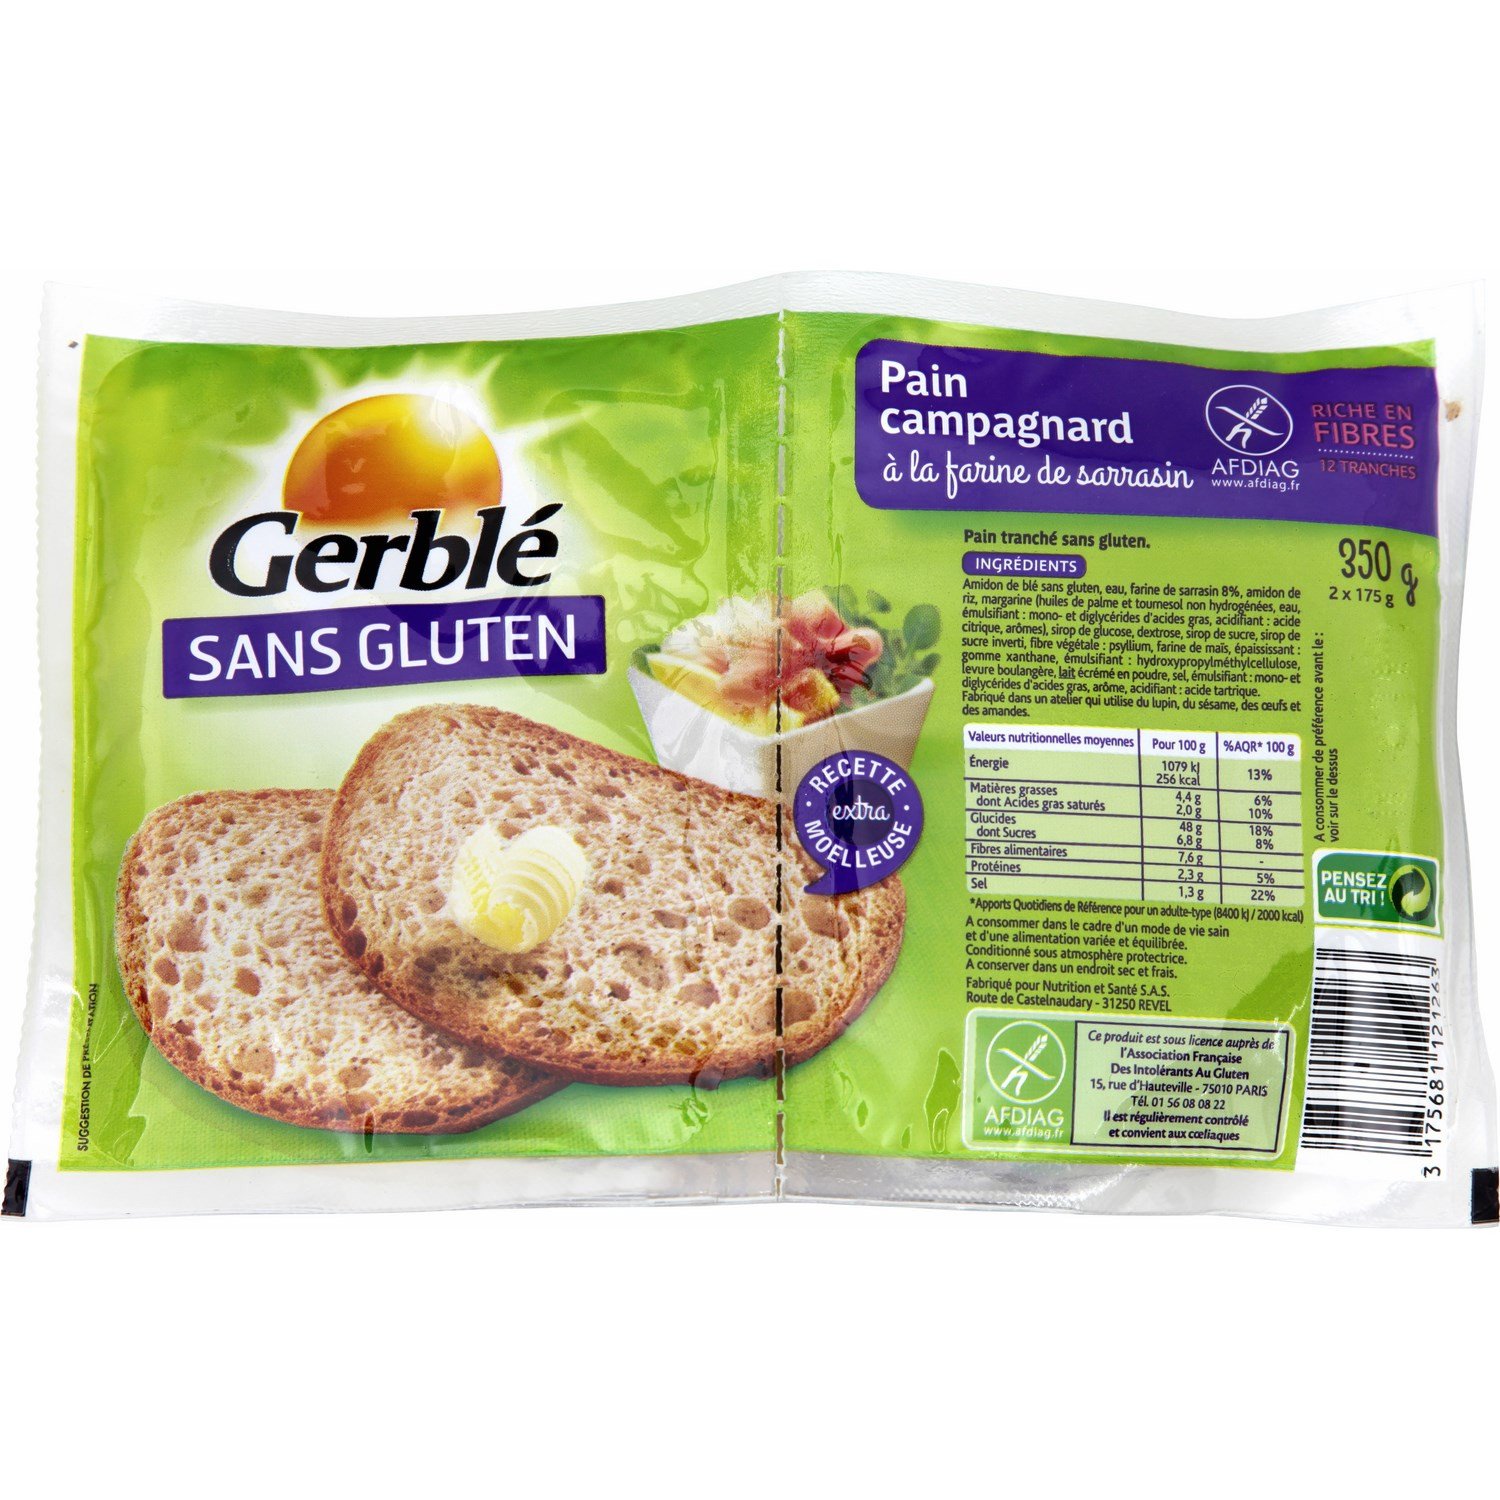 Gerblé
SANS GLUTEN
RECETTE
extra
MOELLEUSE
SUGGESTION DE
Pain
campagnard
à la farine de sarrasin
AFDIAG
www.afdiag.fr
RICHE EN
FIBRES
12 TRANCHES
350 g
2 x 175 g
Pain tranché sans gluten.
INGRÉDIENTS
Amidon de blé sans gluten, eau, farine de sarrasin 8%, amidon de
riz, margarine (huiles de palme et tournesol non hydrogénées, eau,
émulsifiant : mono- et diglycérides d'acides gras, acidifiant : acide
citrique, arômes), sirop de glucose, dextrose, sirop de sucre, sirop de
sucre inverti, fibre végétale : psyllium, farine de maïs, épaississant :
gomme xanthane, émulsifiant : hydroxypropylméthylcellulose,
levure boulangère, lait écrémé en poudre, sel, émulsifiant : mono- et
diglycérides d'acides gras, arôme, acidifiant : acide tartrique.
Fabriqué dans un atelier qui utilise du lupin, du sésame, des œufs et
des amandes.
Valeurs nutritionnelles moyennes Pour 100 g %AQR* 100 g
Énergie 1079 kJ
256 kcal 13%
Matières grasses 4,4 g 6%
dont Acides gras saturés 2,0 g 10%
Glucides 48 g 18%
dont Sucres 6,8 g 8%
Fibres alimentaires 7,6 g -
Protéines 2,3 g 5%
Sel 1,3 g 22%
*Apports Quotidiens de Référence pour un adulte-type (8400 kJ / 2000 kcal)
A consommer dans le cadre d'un mode de vie sain
et d'une alimentation variée et équilibrée.
Conditionné sous atmosphère protectrice.
A conserver dans un endroit sec et frais.
Fabriqué pour Nutrition et Santé S.A.S.
Route de Castelnaudary - 31250 REVEL
AFDIAG
www.afdiag.fr
Ce produit est sous licence auprès de
l'Association Française
Des Intolérants Au Gluten
15, rue d'Hauteville - 75010 PARIS
Tél. 01 56 08 08 22
Il est régulièrement contrôlé
et convient aux cœliaques
A consommer de préférence avant le :
voir sur le dessus
PENSEZ
AU TRI !
3 175681 121263